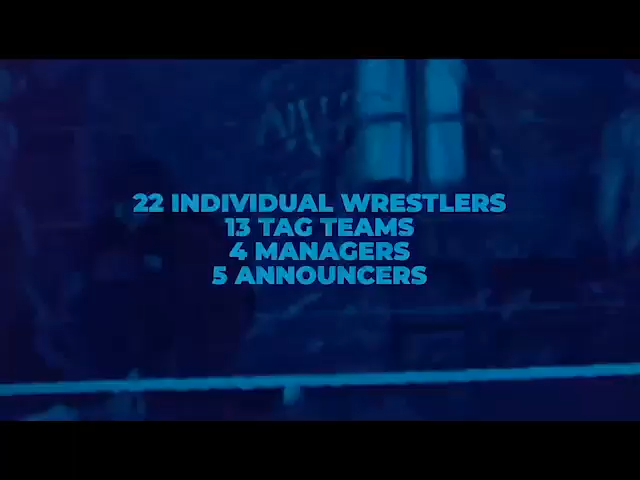 22 INDIVIDUAL WRESTLERS
13 TAG TEAMS
4 MANAGERS
5 ANNOUNCERS